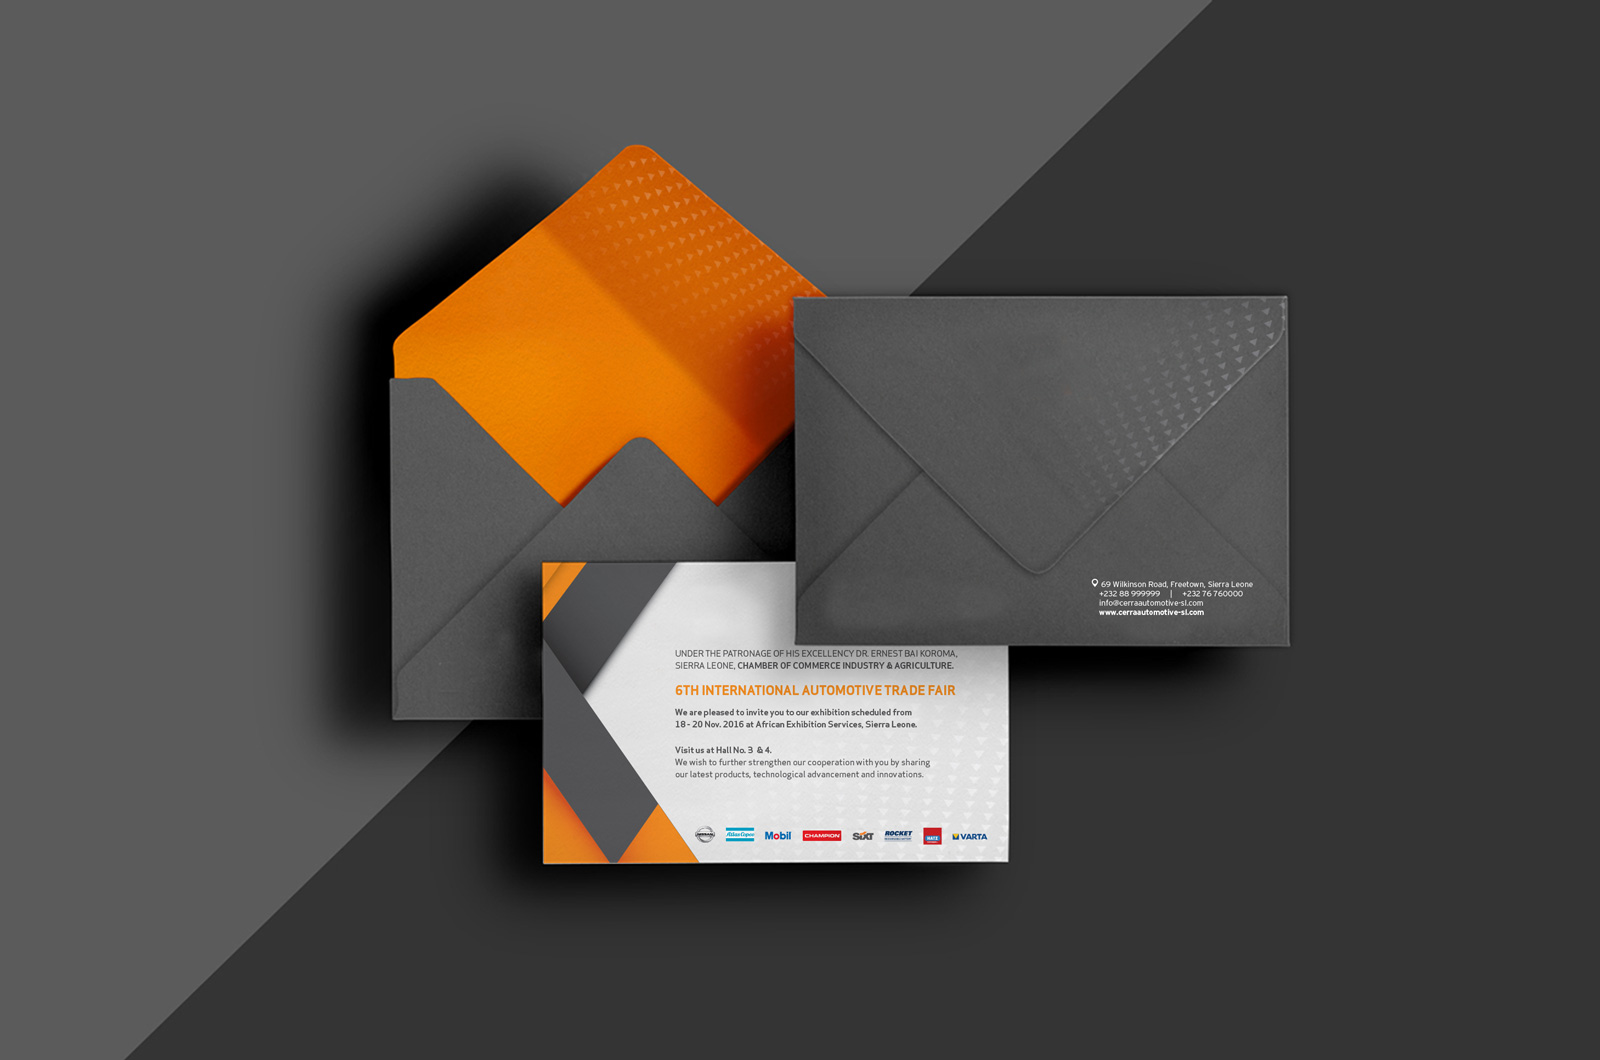 69 Wilkinson Road, Freetown, Sierra Leone
+232 88 999999 | +232 76 760000
info@cerraautomotive-sl.com
www.cerraautomotive-sl.com
UNDER THE PATRONAGE OF HIS EXCELLENCY DR. ERNEST BAI KOROMA,
SIERRA LEONE, CHAMBER OF COMMERCE INDUSTRY & AGRICULTURE.
6TH INTERNATIONAL AUTOMOTIVE TRADE FAIR
We are pleased to invite you to our exhibition scheduled from
18 - 20 Nov. 2016 at African Exhibition Services, Sierra Leone.
Visit us at Hall No. 3 & 4.
We wish to further strengthen our cooperation with you by sharing
our latest products, technological advancement and innovations.
NISSAN Atlas Copco Mobil CHAMPION SIXT ROCKET HATZ VARTA